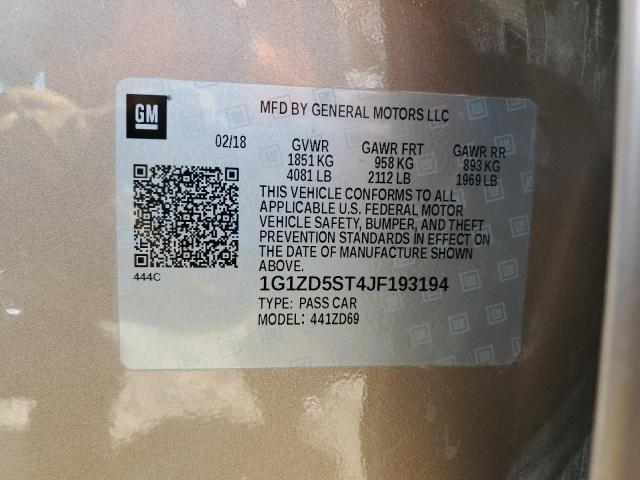 GM
MFD BY GENERAL MOTORS LLC
02/18
GVWR GAWR FRT GAWR RR
1851 KG 958 KG 893 KG
4081 LB 2112 LB 1969 LB
THIS VEHICLE CONFORMS TO ALL
APPLICABLE U.S. FEDERAL MOTOR
VEHICLE SAFETY, BUMPER, AND THEFT
PREVENTION STANDARDS IN EFFECT ON
THE DATE OF MANUFACTURE SHOWN
ABOVE.
444C
1G1ZD5ST4JF193194
TYPE: PASS CAR
MODEL: 441ZD69